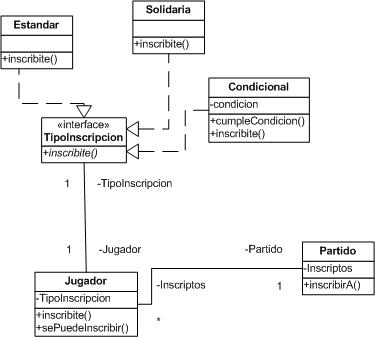 Solidaria
+inscribite()
Estandar
+inscribite()
Condicional
-condicion
+cumpleCondicion()
+inscribite()
«interface»
TipoInscripcion
+inscribite()
1
-TipoInscripcion
1
-Jugador
-Partido
Partido
-Inscriptos
+inscribirA()
Jugador
-TipoInscripcion
+inscribite()
+sePuedeInscribir()
-Inscriptos
1
*